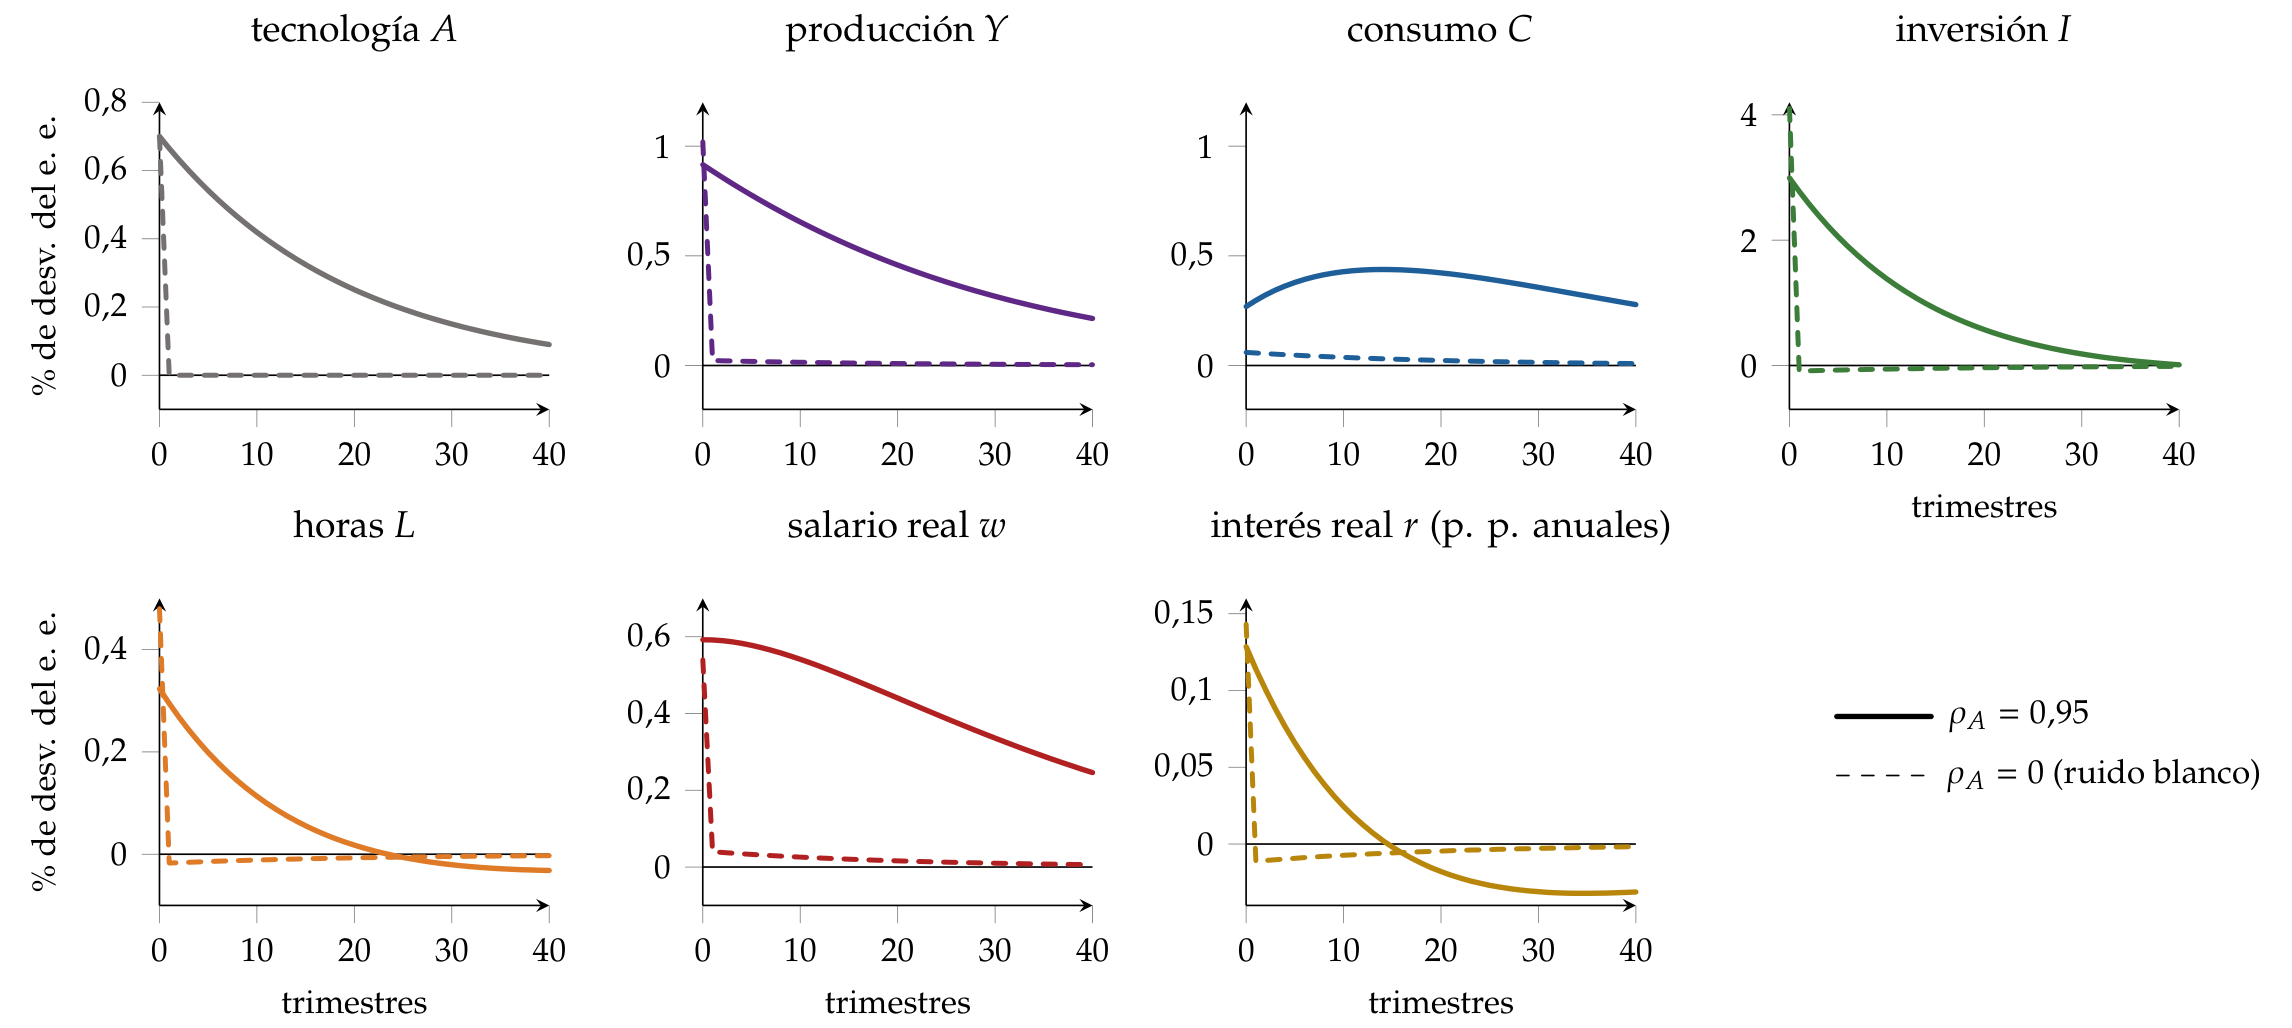 tecnología A
producción Y
consumo C
inversión I
% de desv. del e. e.
0,8
0,6
0,4
0,2
0
0 10 20 30 40
1
0,5
0
0 10 20 30 40
1
0,5
0
0 10 20 30 40
4
2
0
0 10 20 30 40
trimestres
horas L
salario real w
interés real r (p. p. anuales)
% de desv. del e. e.
0,4
0,2
0
0 10 20 30 40
trimestres
0,6
0,4
0,2
0
0 10 20 30 40
trimestres
0,15
0,1
0,05
0
0 10 20 30 40
trimestres
ρA = 0,95
ρA = 0 (ruido blanco)